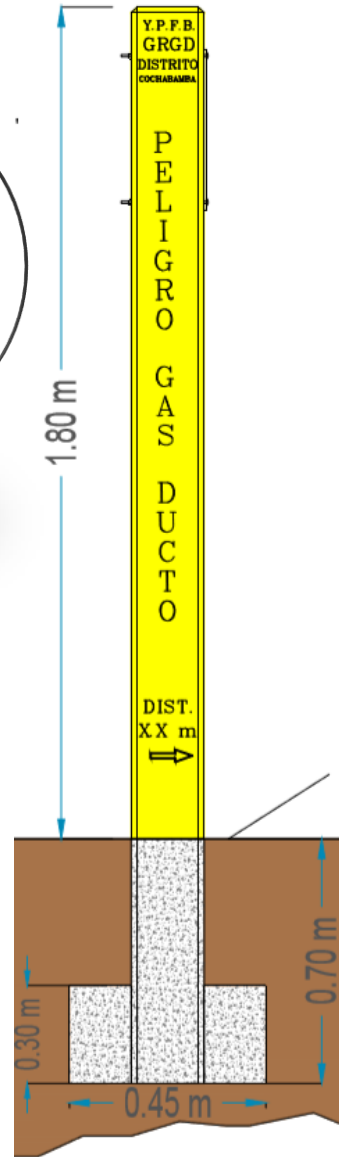 Y.P.F.B.
GRGD
DISTRITO
COCHABAMBA
PELIGRO GAS DUCTO
DIST.
XX m
1.80 m
0.70 m
0.30 m
0.45 m